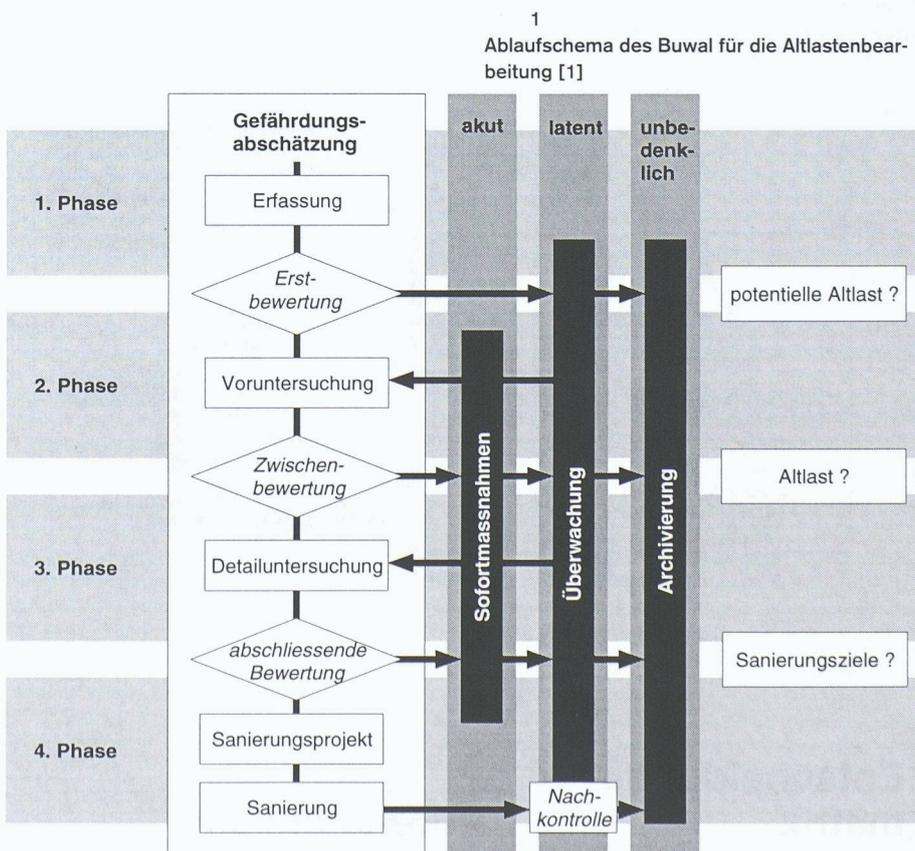 1
Ablaufschema des Buwal für die Altlastenbear-
beitung [1]
Gefährdungs-
abschätzung
akut
latent
unbe-
denk-
lich
1. Phase
Erfassung
Erst-
bewertung
potentielle Altlast ?
2. Phase
Voruntersuchung
Zwischen-
bewertung
Altlast ?
3. Phase
Detailuntersuchung
Sofortmassnahmen
Überwachung
Archivierung
abschliessende
Bewertung
Sanierungsziele ?
4. Phase
Sanierungsprojekt
Sanierung
Nach-
kontrolle